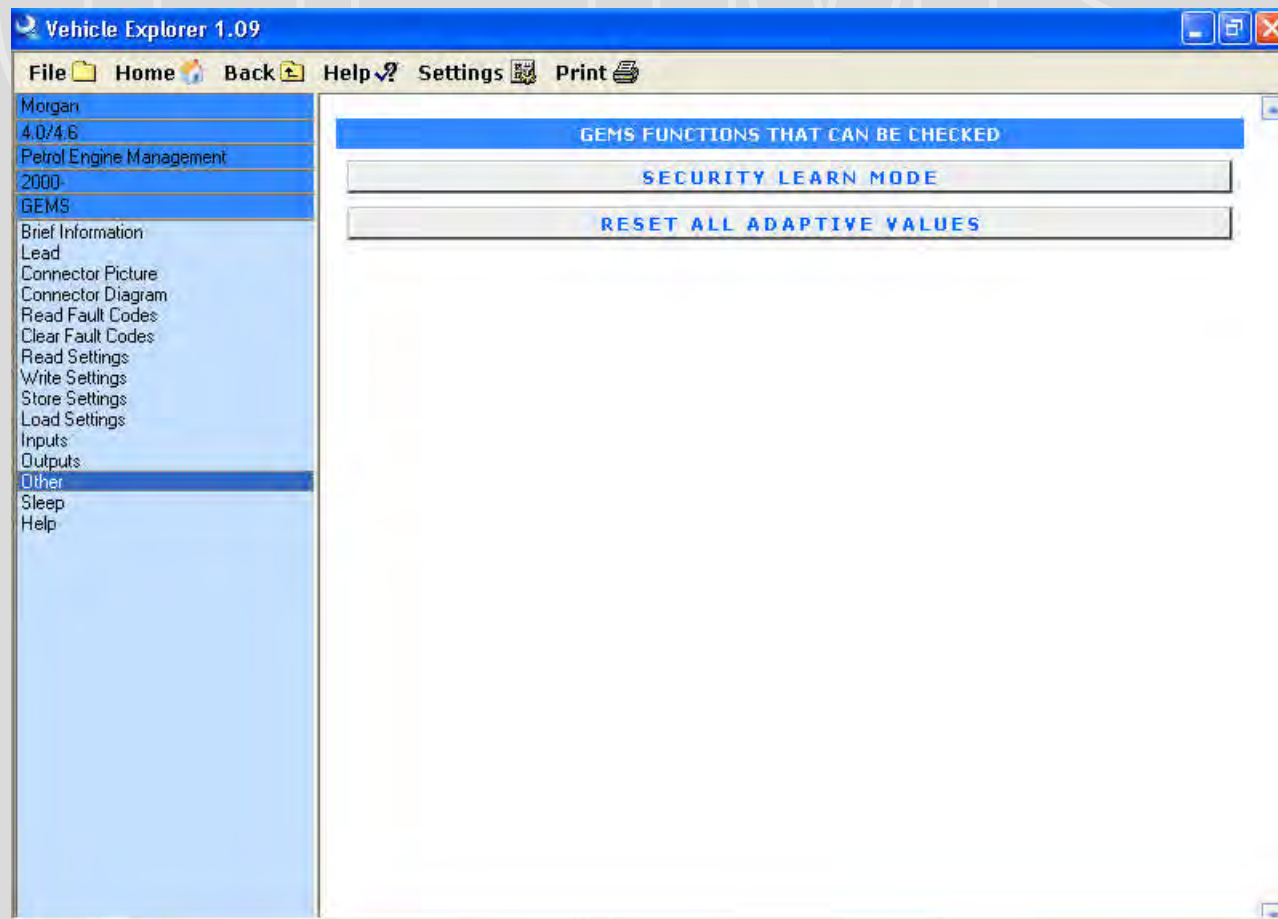 Vehicle Explorer 1.09
File Home Back Help Settings Print
Morgan
4.0/4.6
Petrol Engine Management
2000-
GEMS
Brief Information
Lead
Connector Picture
Connector Diagram
Read Fault Codes
Clear Fault Codes
Read Settings
Write Settings
Store Settings
Load Settings
Inputs
Outputs
Other
Sleep
Help
GEMS FUNCTIONS THAT CAN BE CHECKED
SECURITY LEARN MODE
RESET ALL ADAPTIVE VALUES